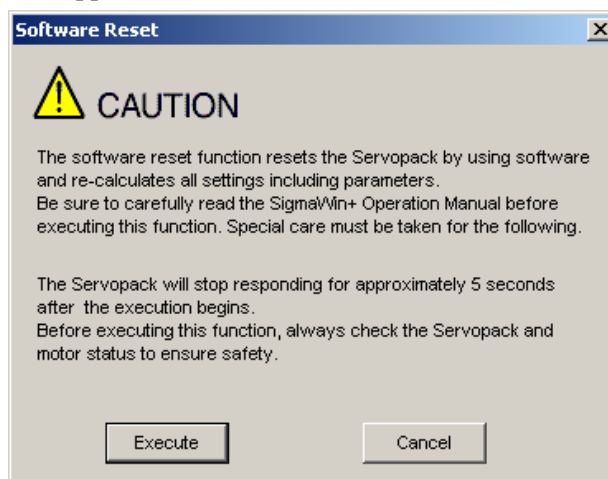 Software Reset
CAUTION
The software reset function resets the Servopack by using software
and re-calculates all settings including parameters.
Be sure to carefully read the SigmaWin+ Operation Manual before
executing this function. Special care must be taken for the following.
The Servopack will stop responding for approximately 5 seconds
after the execution begins.
Before executing this function, always check the Servopack and
motor status to ensure safety.
Execute
Cancel